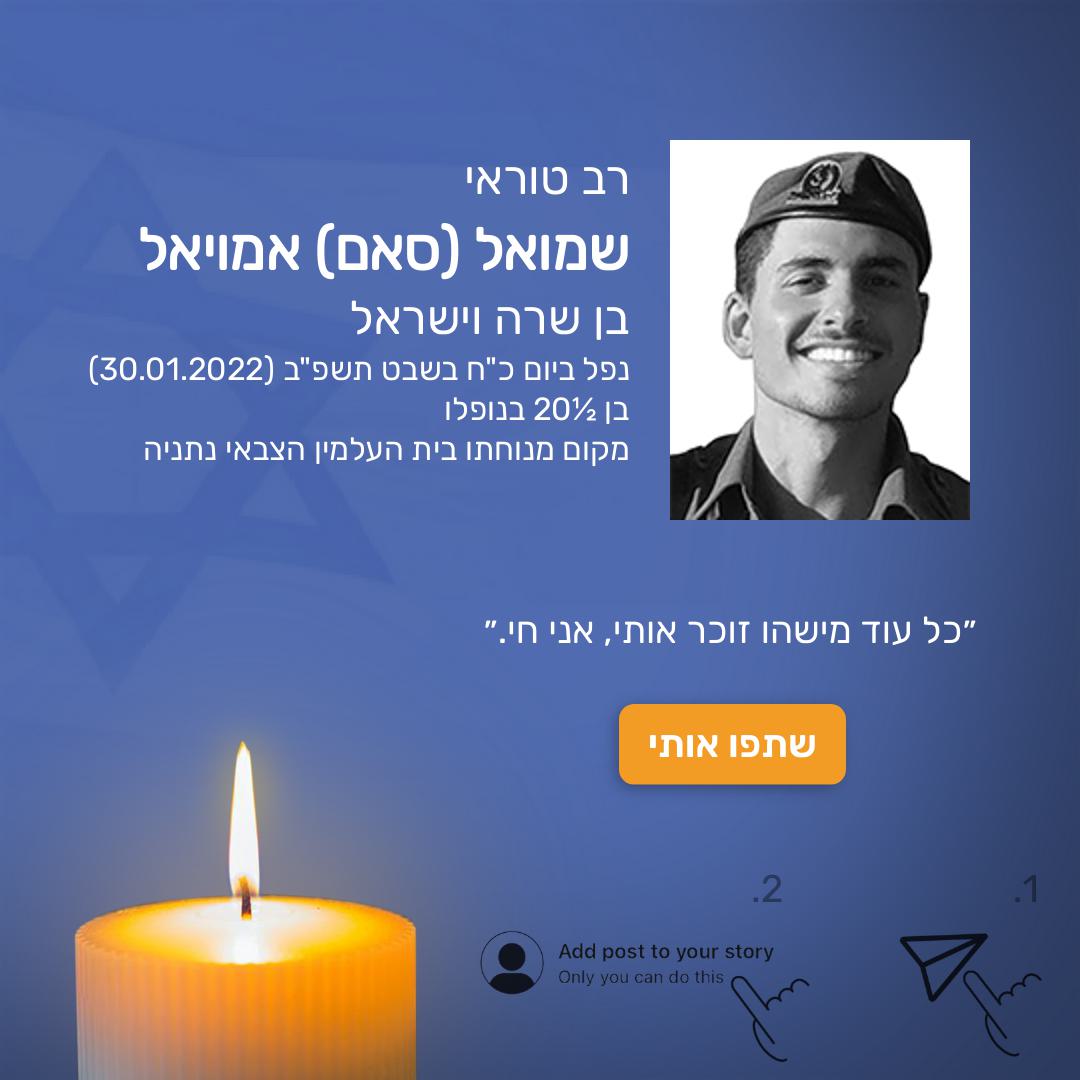 רב טוראי
שמואל (סאם) אמויאל
בן שרה וישראל
נפל ביום כ"ח בשבט תשפ"ב (30.01.2022)
בן 20½ בנופלו
מקום מנוחתו בית העלמין הצבאי נתניה
״כל עוד מישהו זוכר אותי, אני חי.״
שתפו אותי
.1
.2
Add post to your story
Only you can do this